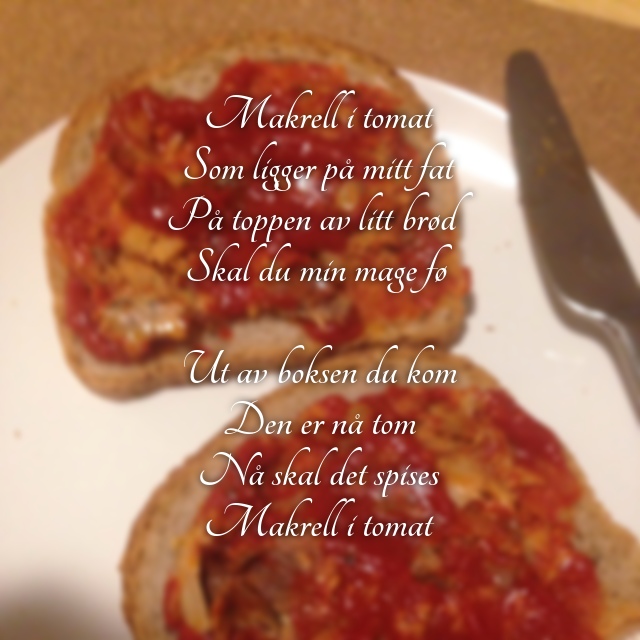 Makrell i tomat
Som ligger på mitt fat
På toppen av litt brød
Skal du min mage fø
Ut av boksen du kom
Den er nå tom
Nå skal det spises
Makrell i tomat